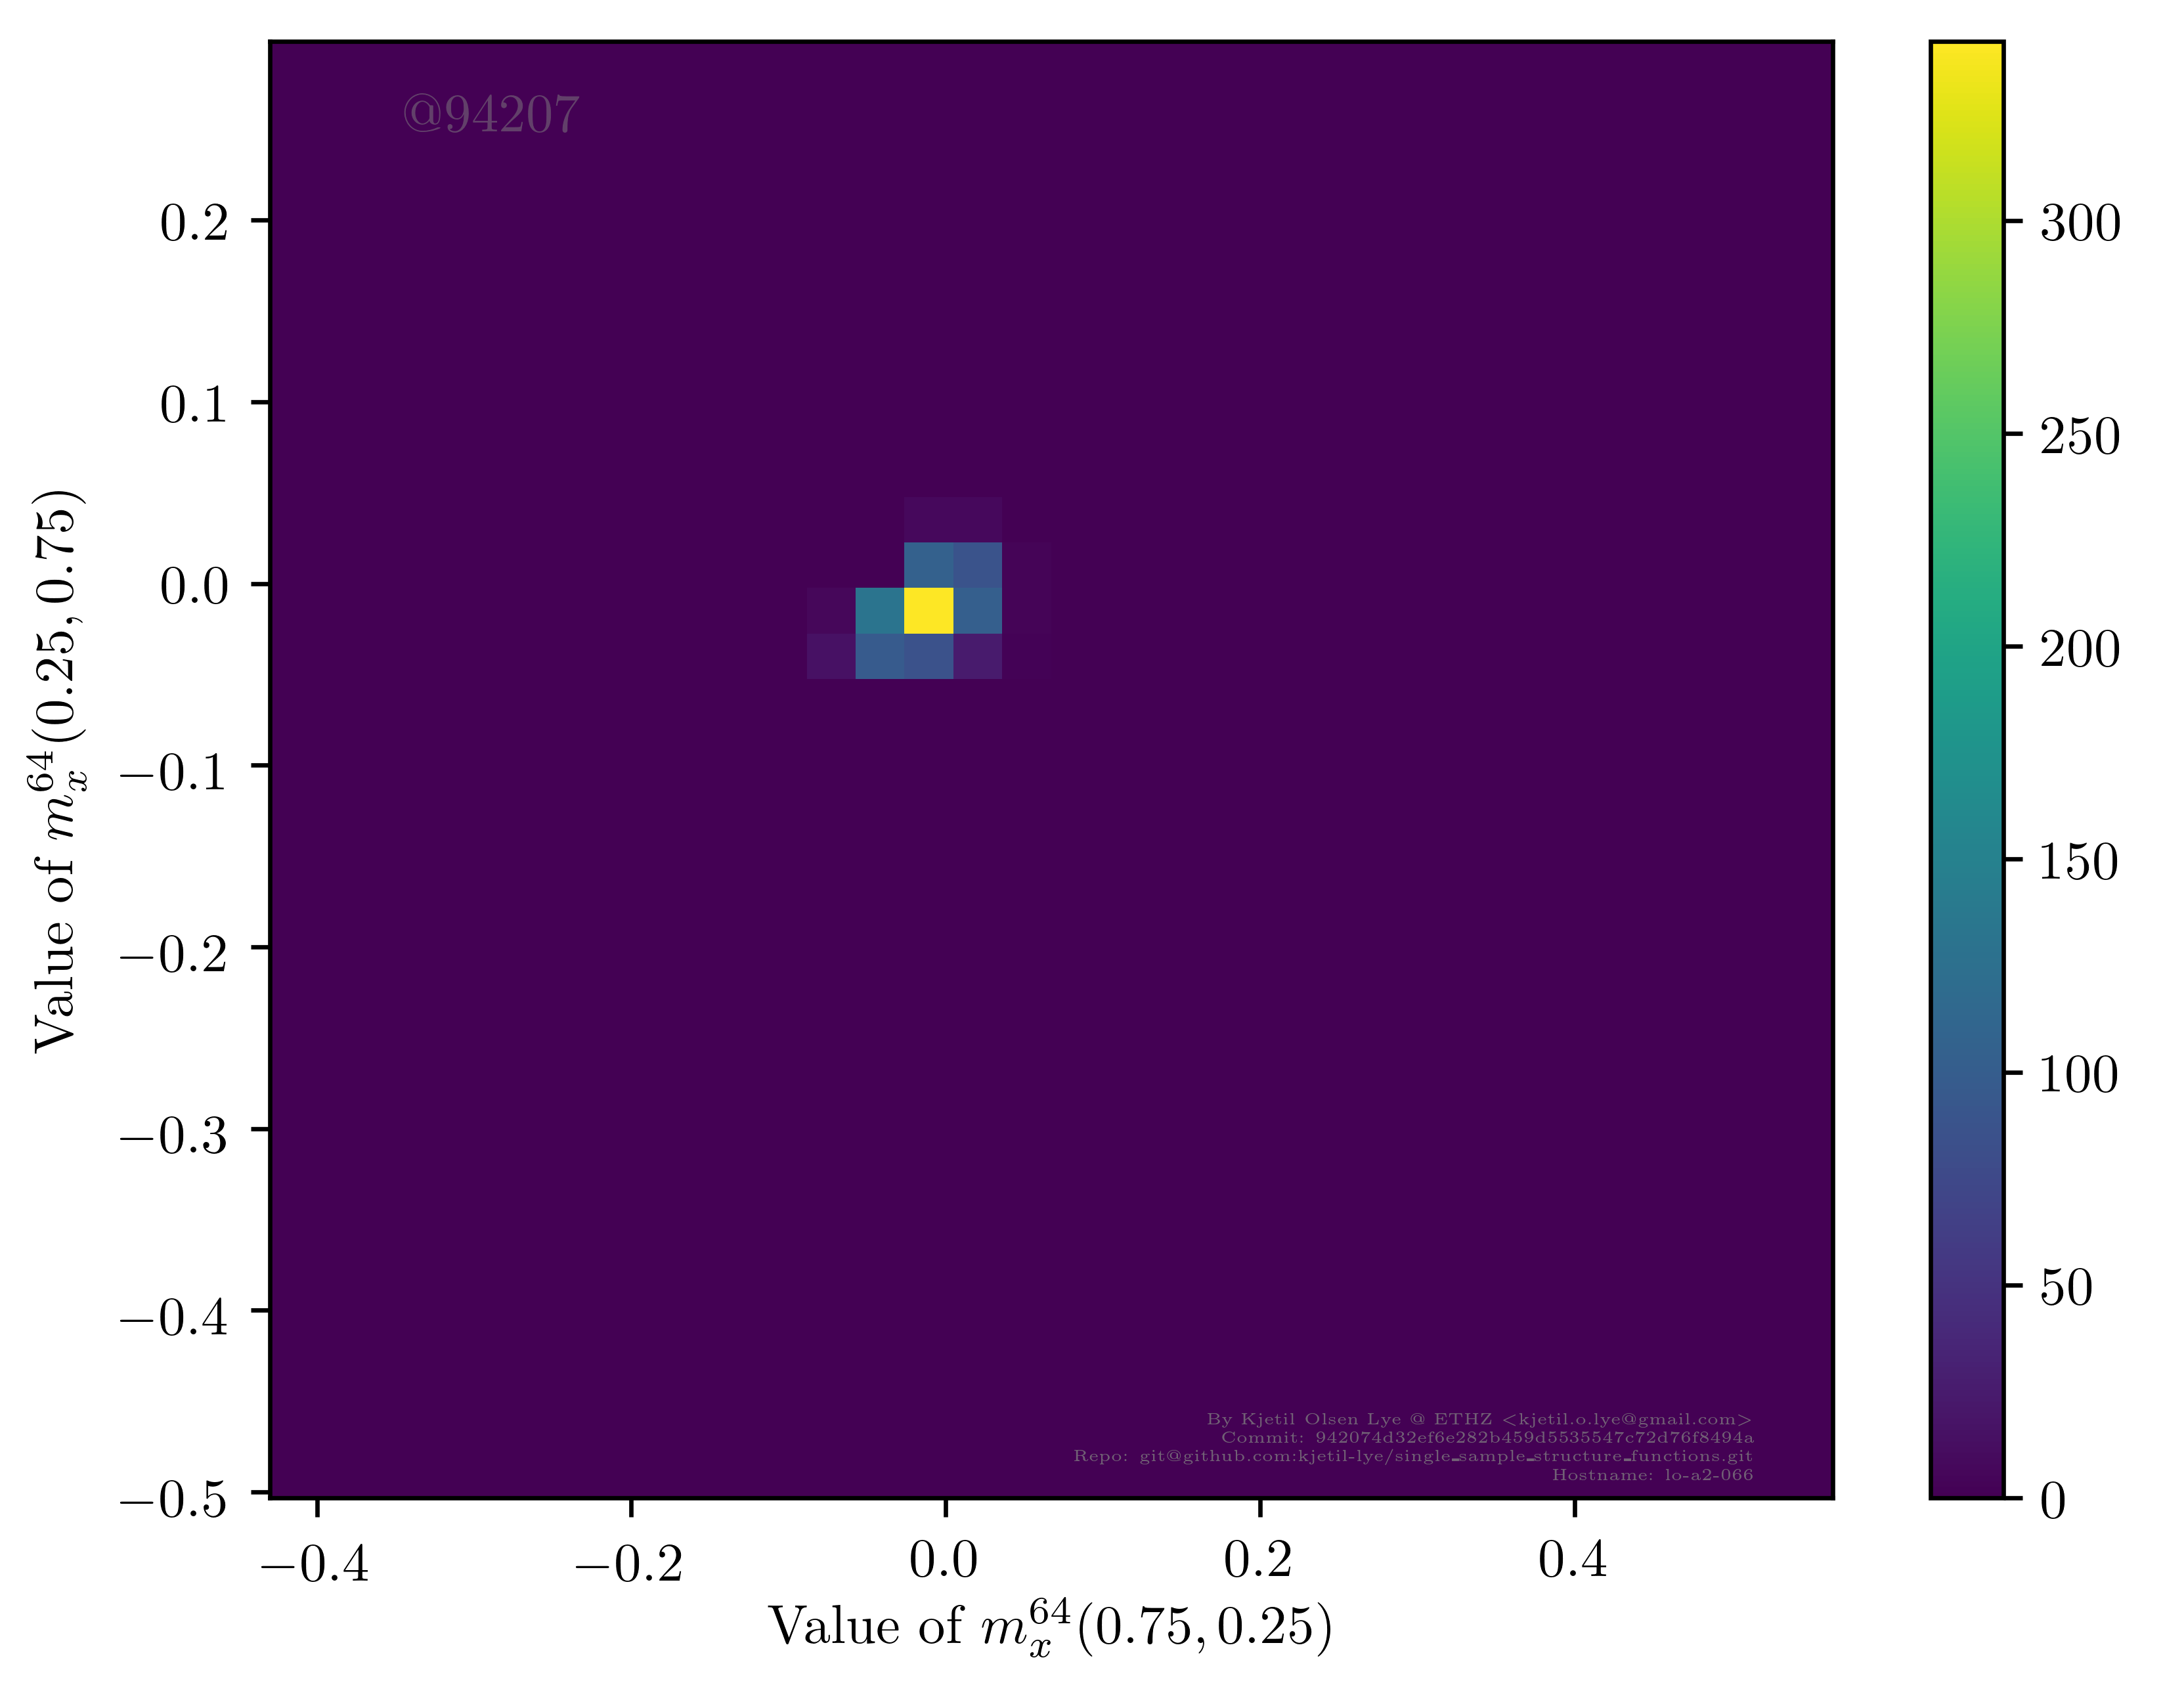 @94207
0.2
0.1
0.0
−0.1
−0.2
−0.3
−0.4
−0.5
Value of m_x^{64}(0.25, 0.75)
−0.4 −0.2 0.0 0.2 0.4
Value of m_x^{64}(0.75, 0.25)
300
250
200
150
100
50
0
By Kjetil Olsen Lye @ ETHZ <kjetil.o.lye@gmail.com>
Commit: 942074d32ef6e282b459d5535547c72d76f8494a
Repo: git@github.com:kjetil-lye/single_sample_structure_functions.git
Hostname: lo-a2-066